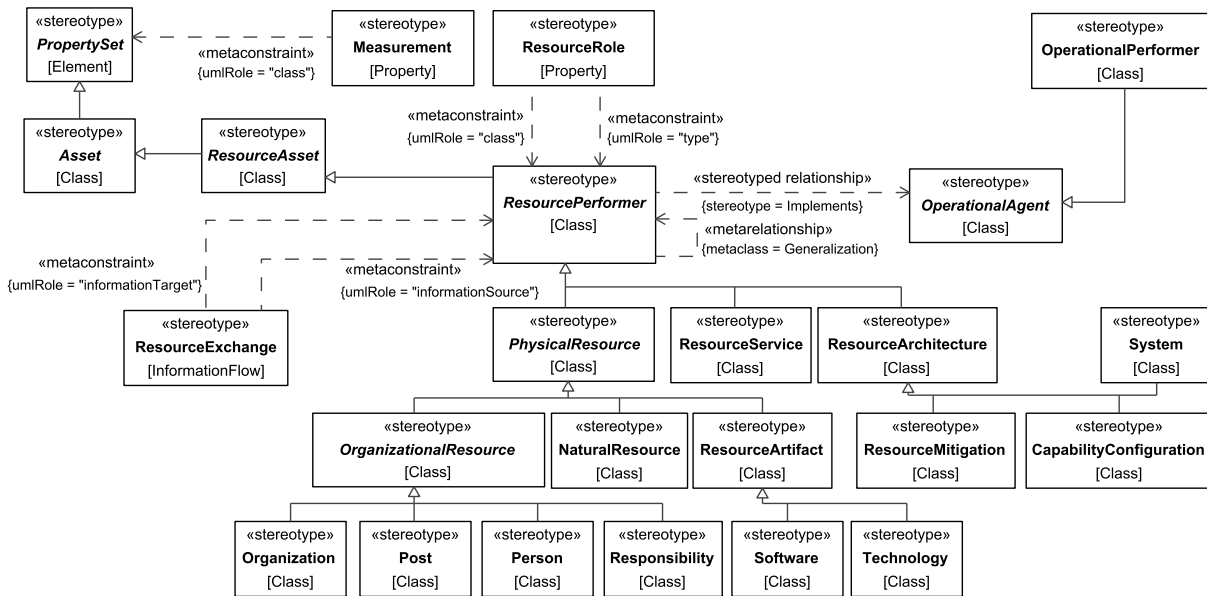 «stereotype»
PropertySet
[Element]
«metaconstraint»
{umlRole = "class"}
«stereotype»
Measurement
[Property]
«stereotype»
ResourceRole
[Property]
«stereotype»
OperationalPerformer
[Class]
«metaconstraint»
{umlRole = "class"}
«metaconstraint»
{umlRole = "type"}
«stereotype»
Asset
[Class]
«stereotype»
ResourceAsset
[Class]
«stereotype»
ResourcePerformer
[Class]
«stereotyped relationship»
{stereotype = Implements}
«metarelationship»
{metaclass = Generalization}
«stereotype»
OperationalAgent
[Class]
«metaconstraint»
{umlRole = "informationTarget"}
«metaconstraint»
{umlRole = "informationSource"}
«stereotype»
ResourceExchange
[InformationFlow]
«stereotype»
PhysicalResource
[Class]
«stereotype»
ResourceService
[Class]
«stereotype»
ResourceArchitecture
[Class]
«stereotype»
System
[Class]
«stereotype»
OrganizationalResource
[Class]
«stereotype»
NaturalResource
[Class]
«stereotype»
ResourceArtifact
[Class]
«stereotype»
ResourceMitigation
[Class]
«stereotype»
CapabilityConfiguration
[Class]
«stereotype»
Organization
[Class]
«stereotype»
Post
[Class]
«stereotype»
Person
[Class]
«stereotype»
Responsibility
[Class]
«stereotype»
Software
[Class]
«stereotype»
Technology
[Class]